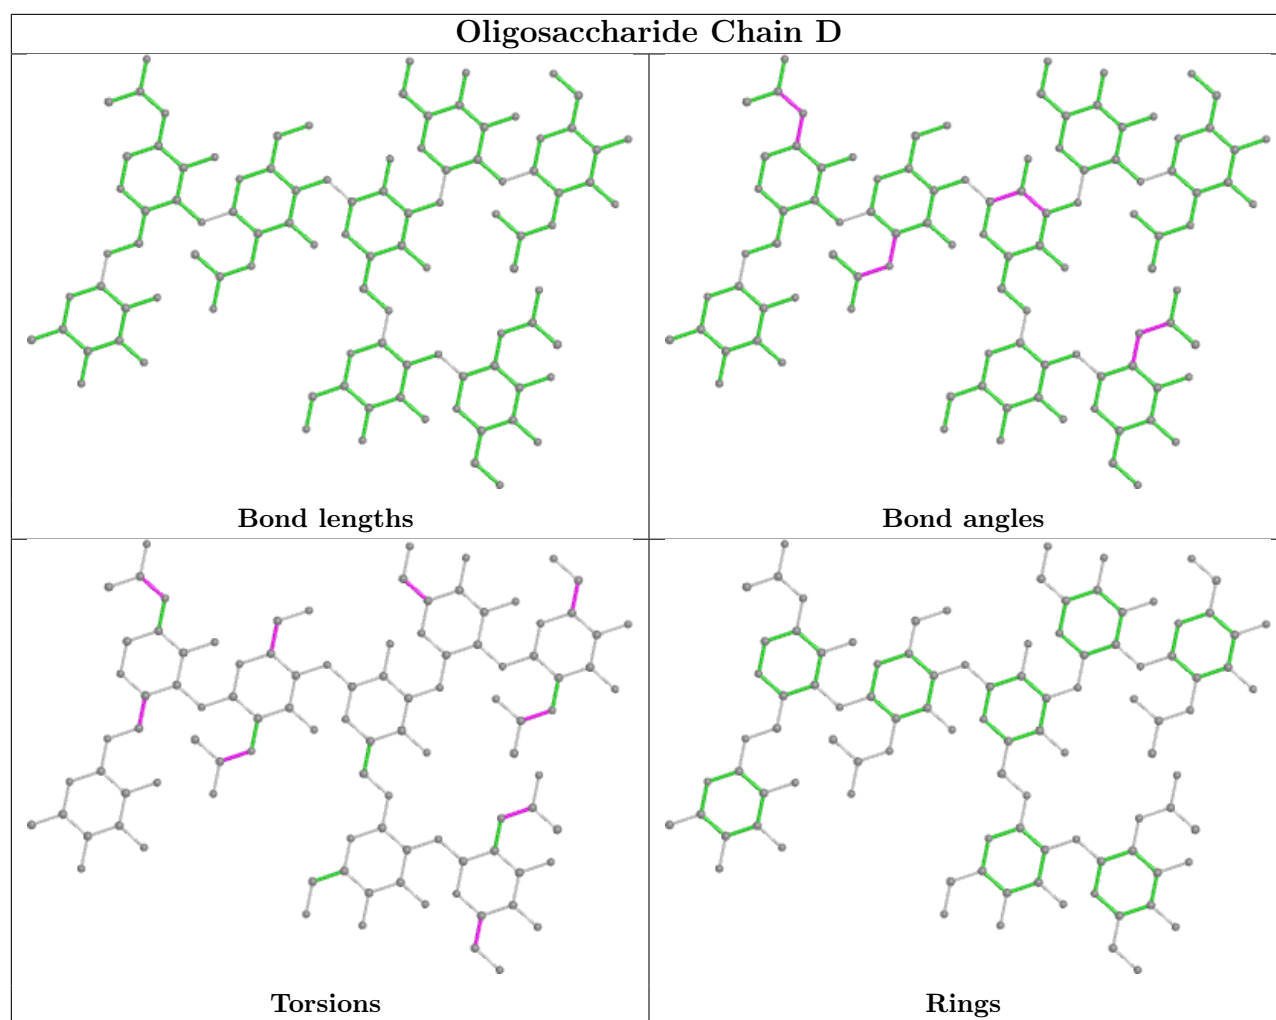 Oligosaccharide Chain D
Bond lengths
Bond angles
Torsions
Rings